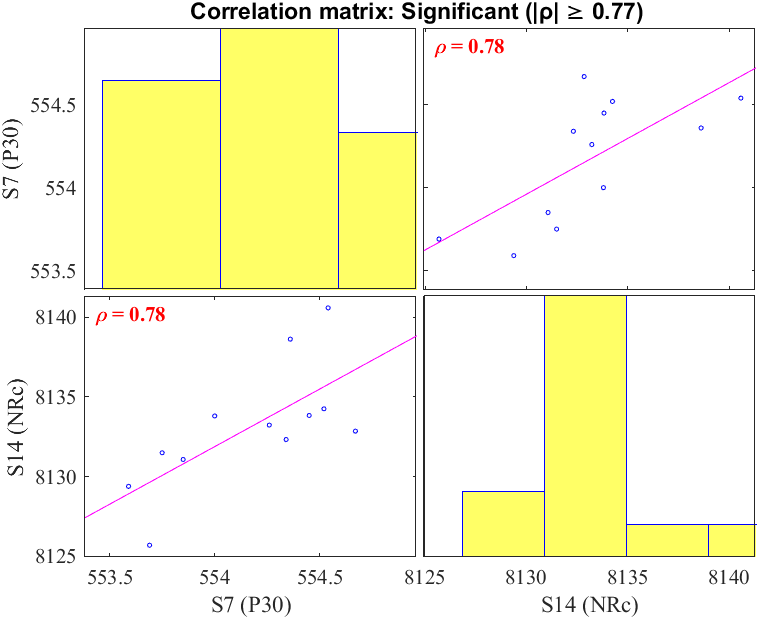 Correlation matrix: Significant (|ρ| ≥ 0.77)
S7 (P30)
554.5
554
553.5
ρ = 0.78
S14 (NRc)
8140
8135
8130
8125
ρ = 0.78
553.5 554 554.5
8125 8130 8135 8140
S7 (P30)
S14 (NRc)